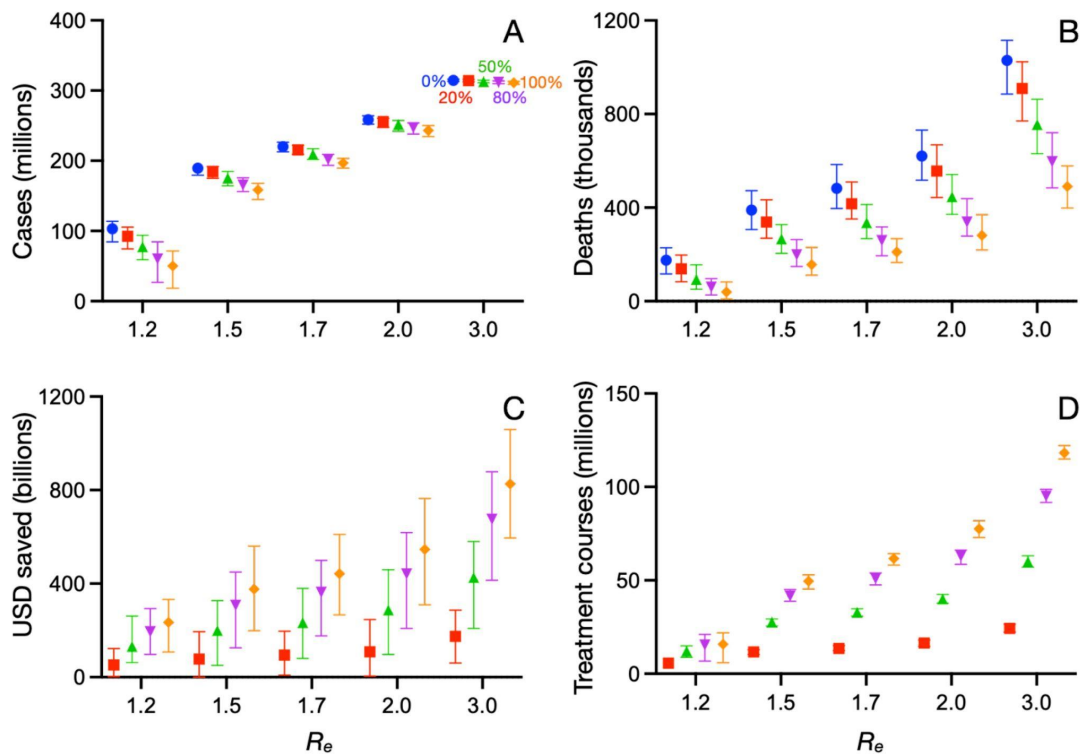 A
Cases (millions)
400
300
200
100
0
50%
0% 100%
20% 80%
1.2 1.5 1.7 2.0 3.0
B
Deaths (thousands)
1200
800
400
0
1.2 1.5 1.7 2.0 3.0
C
USD saved (billions)
1200
800
400
0
1.2 1.5 1.7 2.0 3.0
Re
D
Treatment courses (millions)
150
100
50
0
1.2 1.5 1.7 2.0 3.0
Re